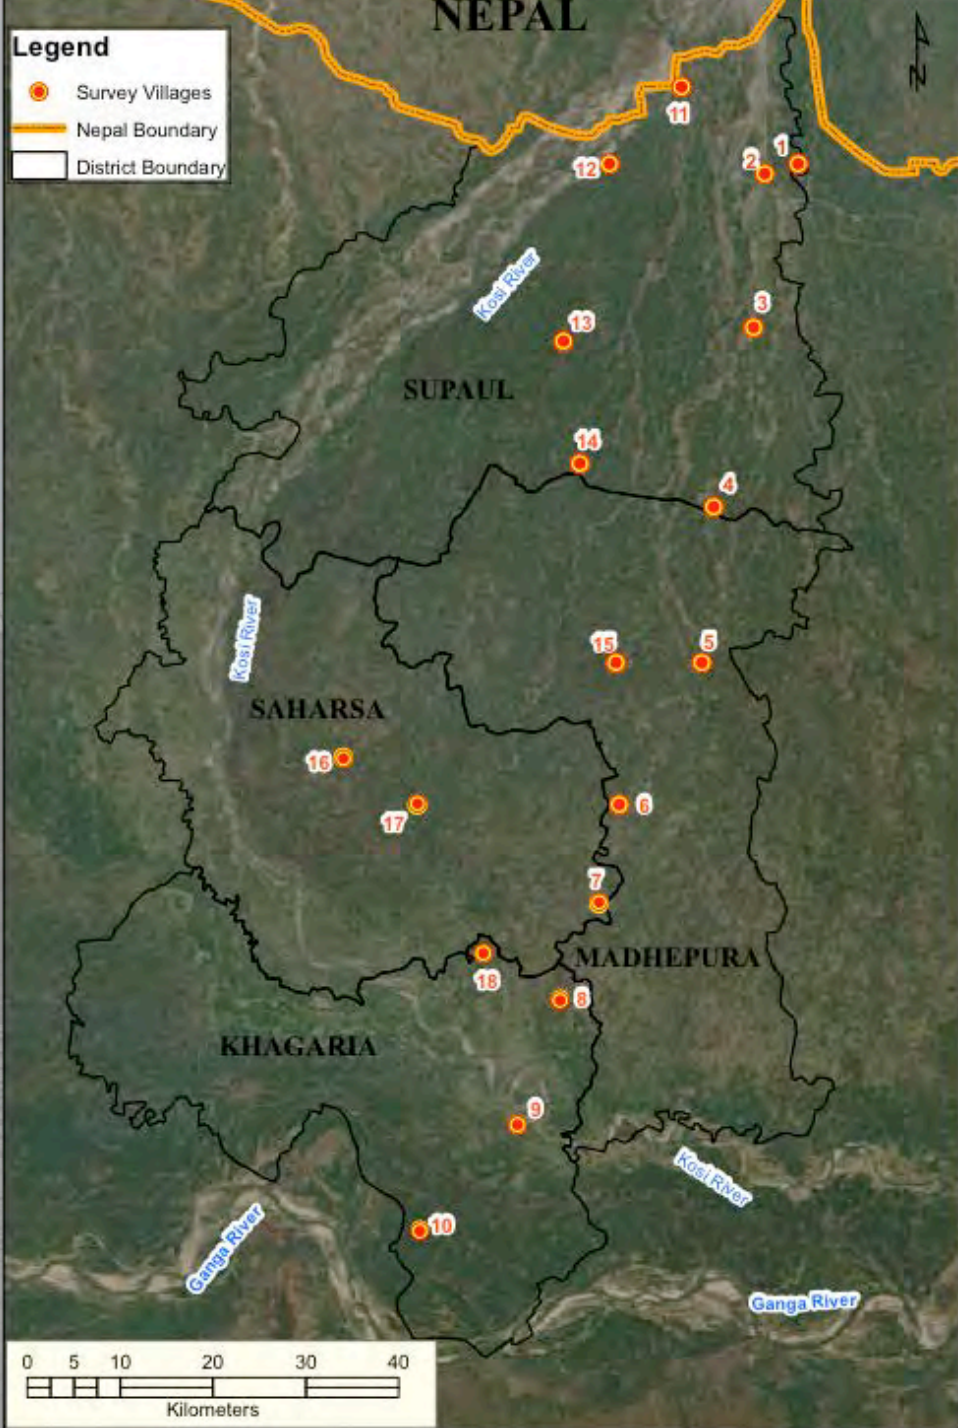 NEPAL
Legend
Survey Villages
Nepal Boundary
District Boundary
N
11
12
2
1
Kosi River
3
13
SUPAUL
14
4
Kosi River
15
5
SAHARSA
16
17
6
7
MADHEPURA
18
8
KHAGARIA
9
Kosi River
10
Ganga River
Ganga River
0 5 10 20 30 40
Kilometers